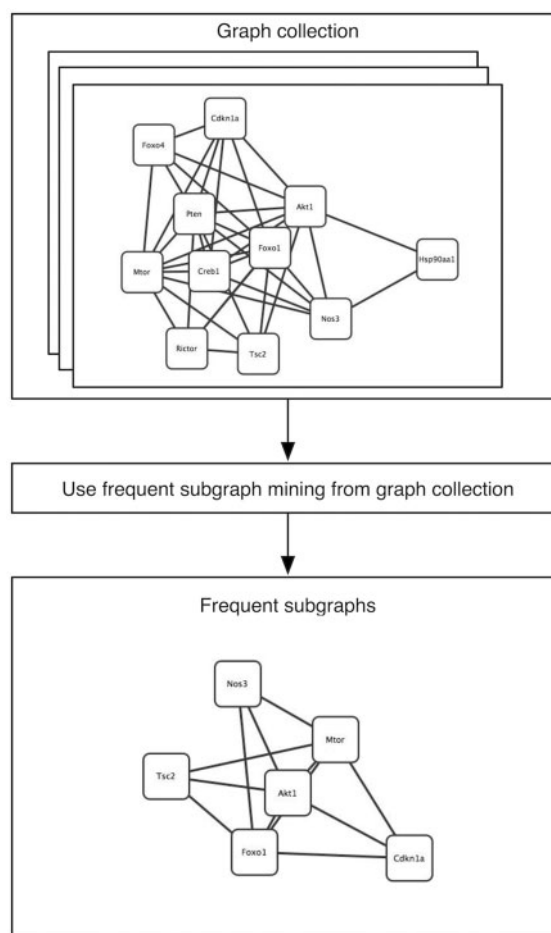 Graph collection
Cdkn1a
Foxo4
Pten
Akt1
Foxo1
Hsp90aa1
Mtor
Creb1
Nos3
Rictor
Tsc2
Use frequent subgraph mining from graph collection
Frequent subgraphs
Nos3
Mtor
Tsc2
Akt1
Foxo1
Cdkn1a